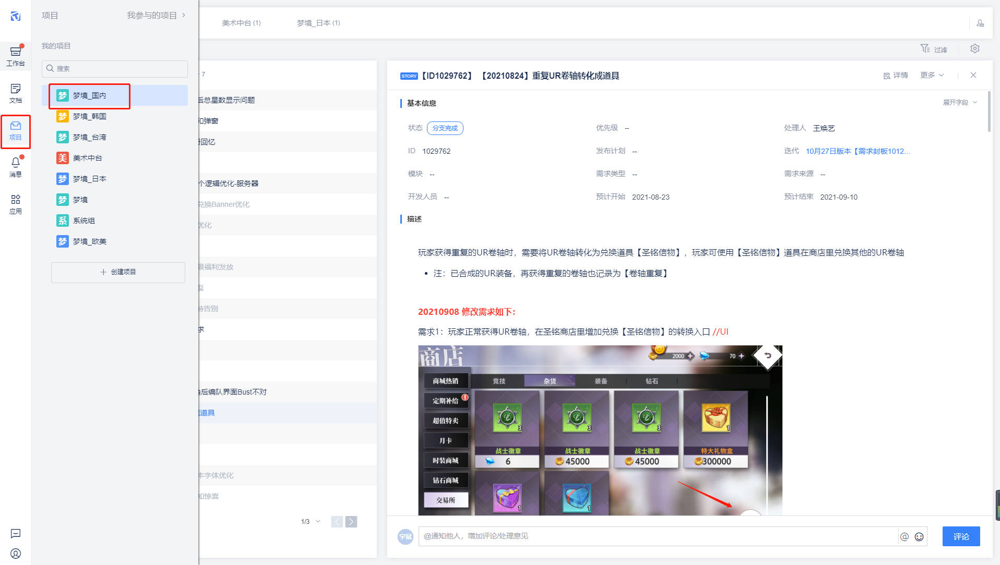 项目
我参与的项目 >
我的项目
搜索
梦 梦境_国内
梦 梦境_韩国
梦 梦境_台湾
美 美术中台
梦 梦境_日本
梦 梦境
系 系统组
梦 梦境_欧美
+ 创建项目
工作台
文档
项目
消息
应用
美术中台 (1)
梦境_日本 (1)
过滤
7
后总星数显示问题
和弹窗
回忆
个逻辑优化-服务器
兑换Banner优化
优化
景福利发放
特告别
求
后编队界面Bust不对
成道具
本字体优化
知惊喜
1/3
STORY 【ID1029762】 【20210824】重复UR卷轴转化成道具
详情
更多
基本信息
展开字段
状态 分支完成
优先级 --
处理人 王焕艺
ID 1029762
发布计划 --
迭代 10月27日版本【需求封板1012...
模块 --
需求类型 --
需求来源 --
开发人员 --
预计开始 2021-08-23
预计结束 2021-09-10
描述
玩家获得重复的UR卷轴时，需要将UR卷轴转化为兑换道具【圣铭信物】，玩家可使用【圣铭信物】道具在商店里兑换其他的UR卷轴
• 注：已合成的UR装备，再获得重复的卷轴也记录为【卷轴重复】
20210908 修改需求如下：
需求1：玩家正常获得UR卷轴，在圣铭商店里增加兑换【圣铭信物】的转换入口 //UI
商店
2000 +
70 +
商城热销
定期补给
超值特卖
月卡
时装商城
钻石商城
交易所
竞技
杂货
装备
钻石
3
3
3
1
战士徽章
战士徽章
战士徽章
特大礼物盒
6
45000
45000
300000
1
1
宇斌
@通知他人，增加评论/处理意见
@
评论